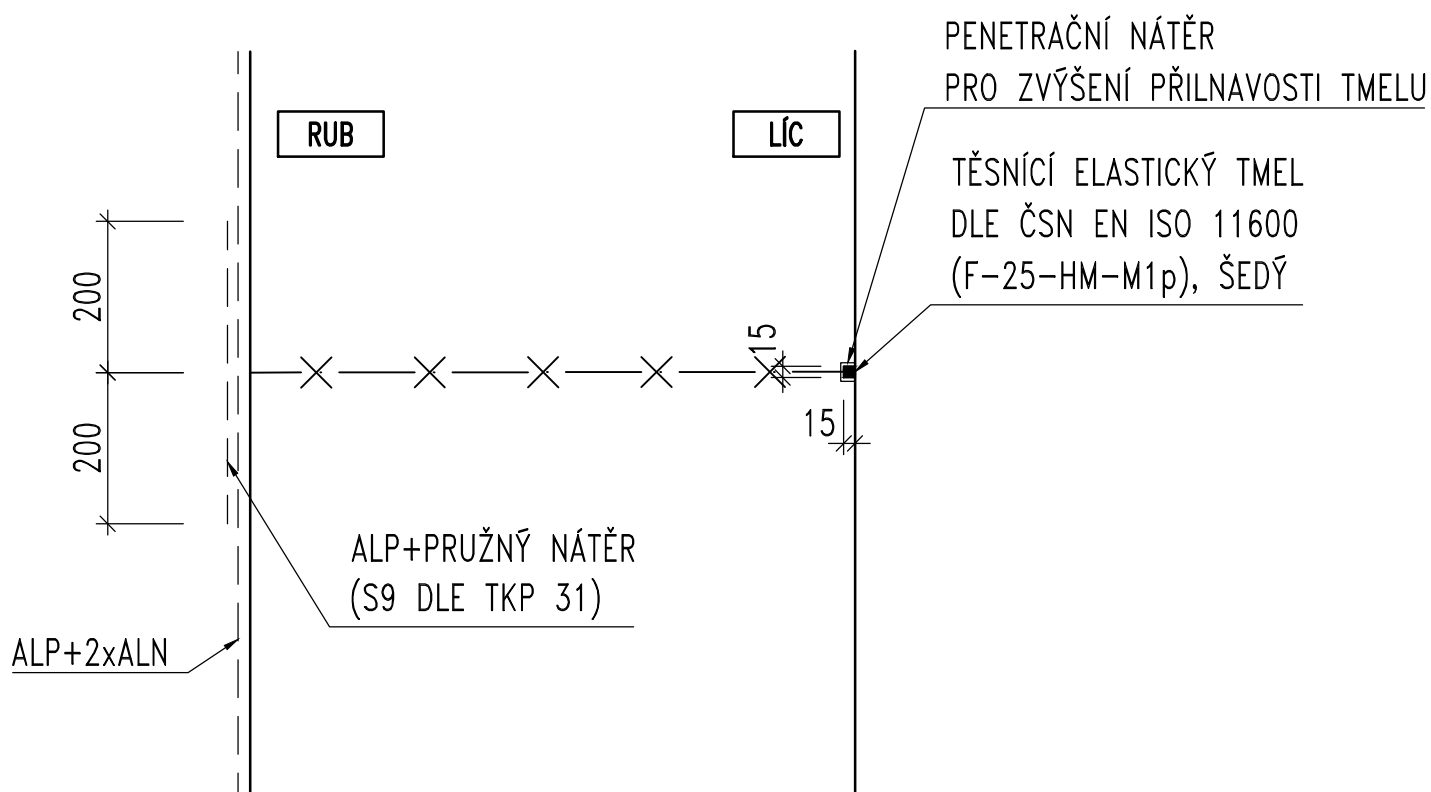 PENETRAČNÍ NÁTĚR
PRO ZVÝŠENÍ PŘILNAVOSTI TMELU
RUB
LÍC
TĚSNÍCÍ ELASTICKÝ TMEL
DLE ČSN EN ISO 11600
(F-25-HM-M1p), ŠEDÝ
200
15
15
200
ALP+PRUŽNÝ NÁTĚR
(S9 DLE TKP 31)
ALP+2xALN